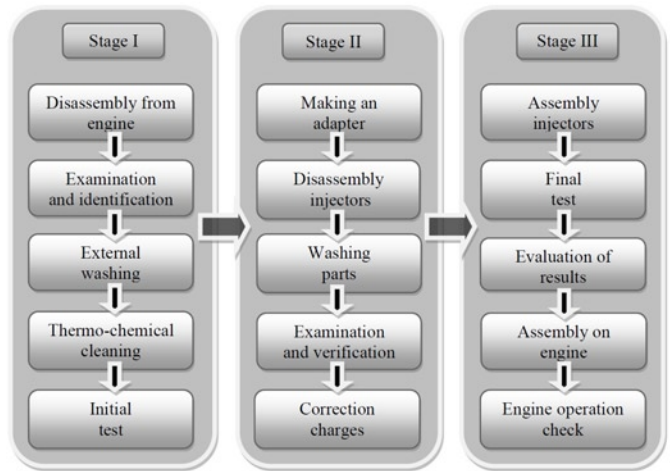 Stage I
Disassembly from
engine
Examination
and identification
External
washing
Thermo-chemical
cleaning
Initial
test
Stage II
Making an
adapter
Disassembly
injectors
Washing
parts
Examination
and verification
Correction
charges
Stage III
Assembly
injectors
Final
test
Evaluation of
results
Assembly on
engine
Engine operation
check